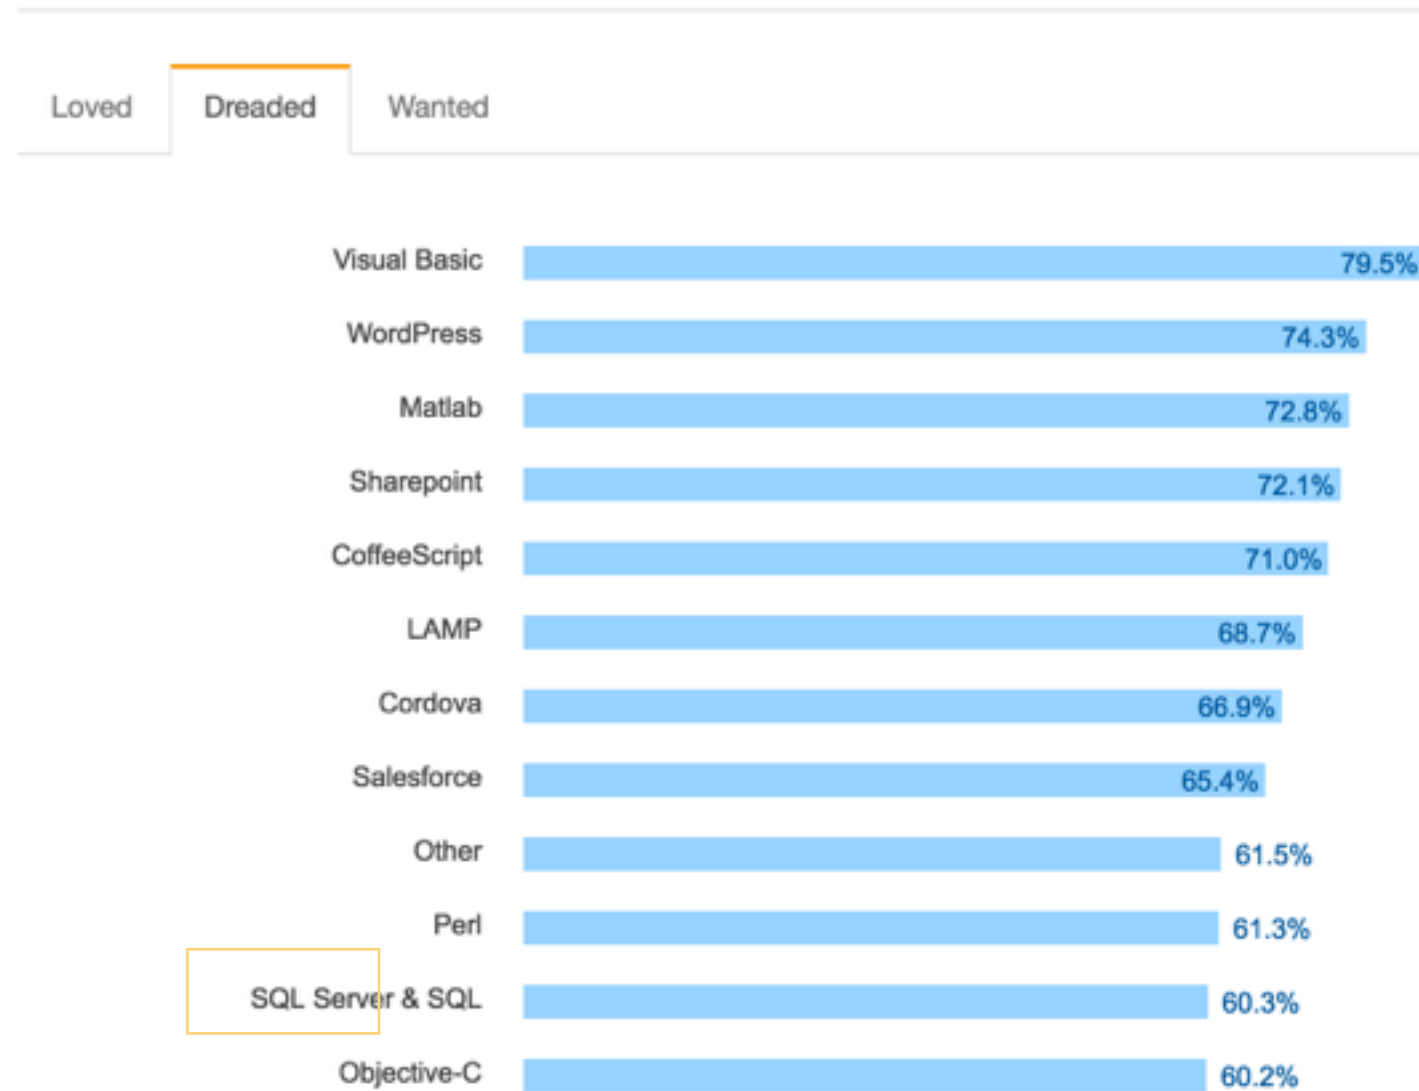 Loved Dreaded Wanted
Visual Basic 79.5%
WordPress 74.3%
Matlab 72.8%
Sharepoint 72.1%
CoffeeScript 71.0%
LAMP 68.7%
Cordova 66.9%
Salesforce 65.4%
Other 61.5%
Perl 61.3%
SQL Server & SQL 60.3%
Objective-C 60.2%